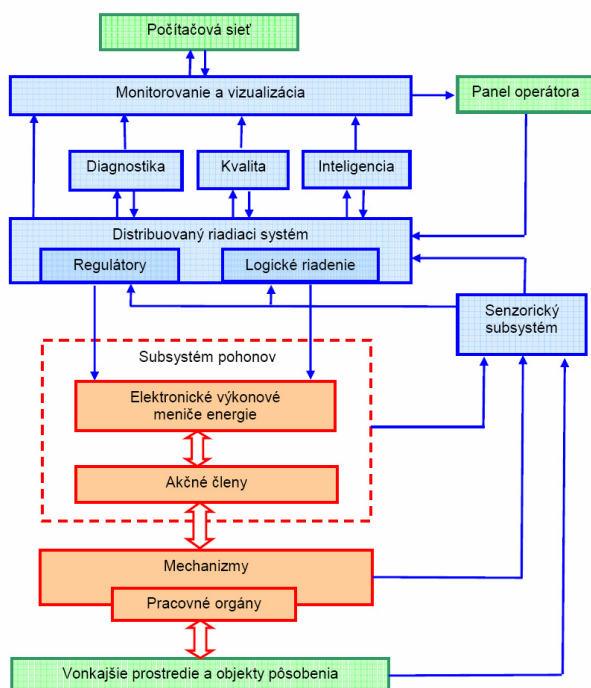 Počítačová sieť
Monitorovanie a vizualizácia
Panel operátora
Diagnostika
Kvalita
Inteligencia
Distribuovaný riadiaci systém
Regulátory
Logické riadenie
Senzorický
subsystém
Subsystém pohonov
Elektronické výkonové
meniče energie
Akčné členy
Mechanizmy
Pracovné orgány
Vonkajšie prostredie a objekty pôsobenia